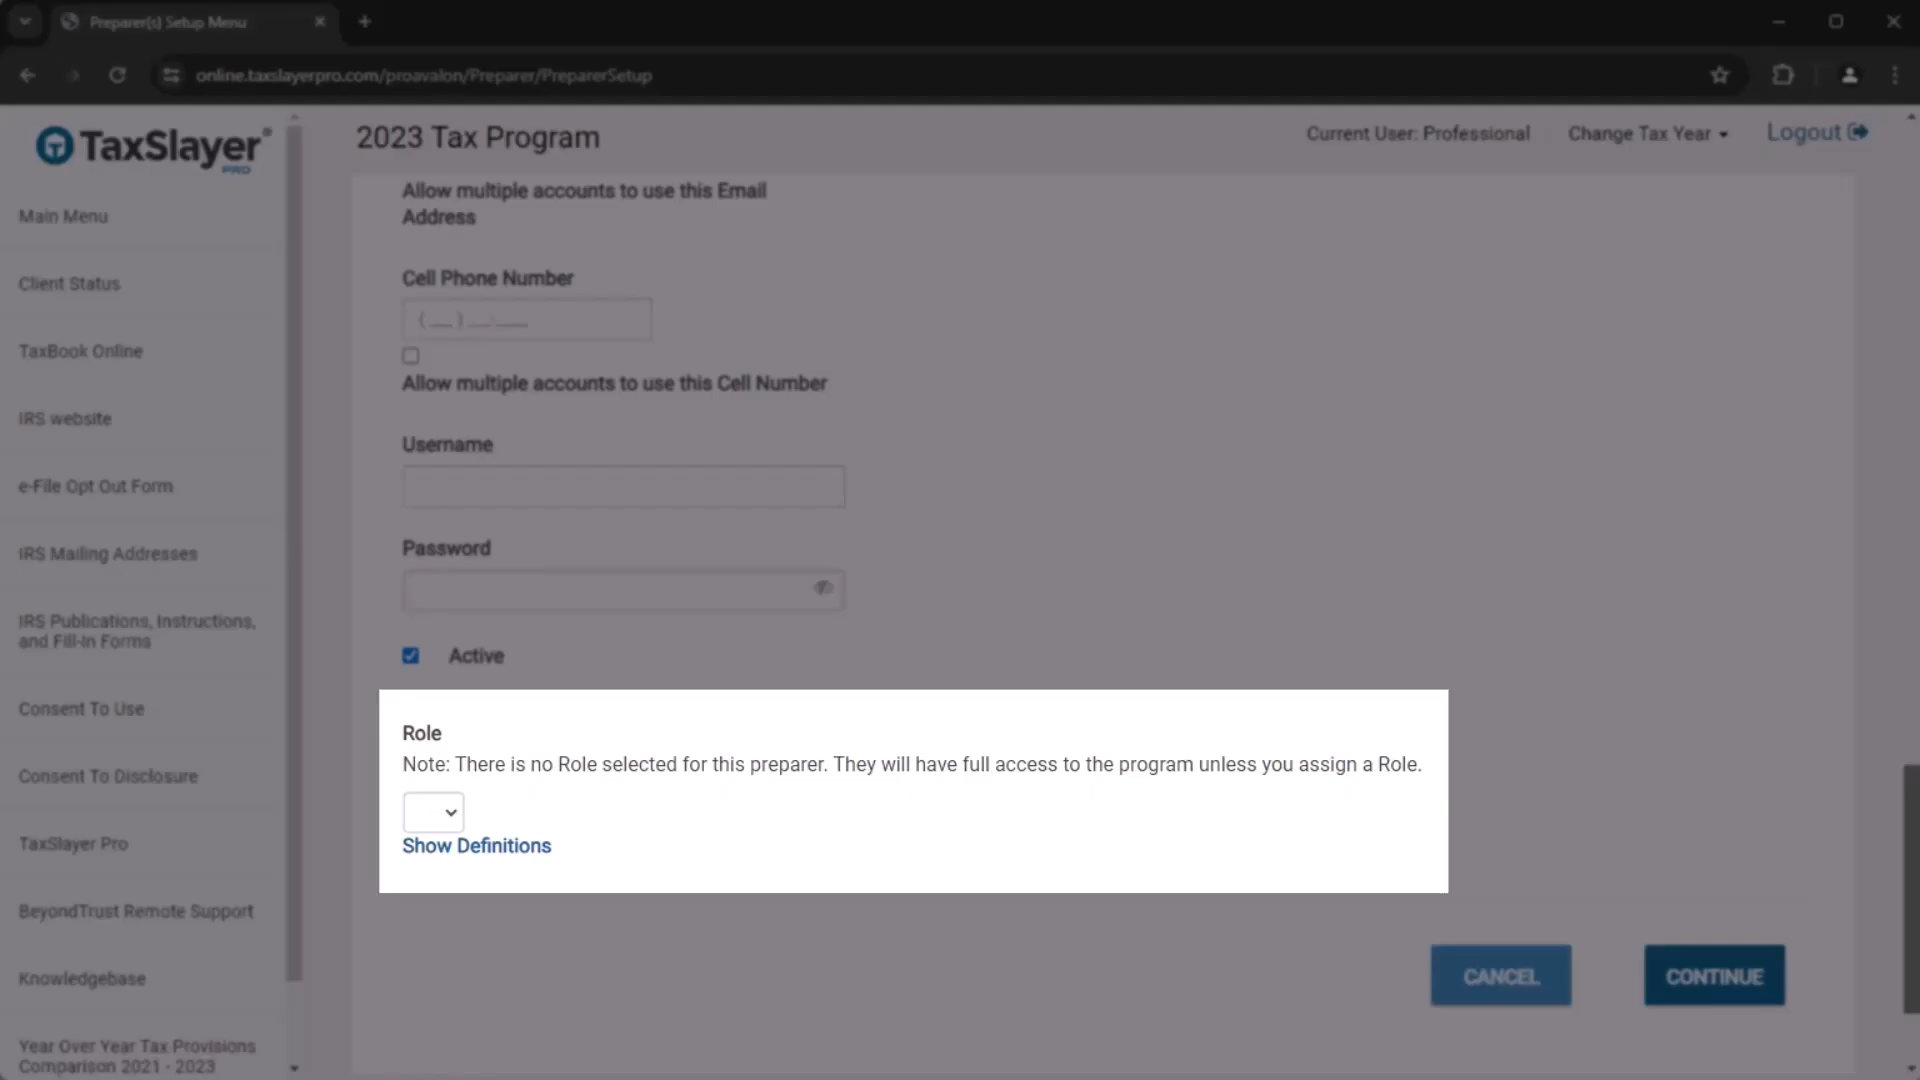 Preparer(s) Setup Menu
online.taxslayerpro.com/proavalon/Preparer/PreparerSetup
TaxSlayer®
PRO
2023 Tax Program
Current User: Professional
Change Tax Year
Logout
Main Menu
Client Status
TaxBook Online
IRS website
e-File Opt Out Form
IRS Mailing Addresses
IRS Publications, Instructions,
and Fill-In Forms
Consent To Use
Consent To Disclosure
TaxSlayer Pro
BeyondTrust Remote Support
Knowledgebase
Year Over Year Tax Provisions
Comparison 2021 - 2023
Allow multiple accounts to use this Email
Address
Cell Phone Number
(___) ___-____
Allow multiple accounts to use this Cell Number
Username
Password
Active
Role
Note: There is no Role selected for this preparer. They will have full access to the program unless you assign a Role.
Show Definitions
CANCEL
CONTINUE